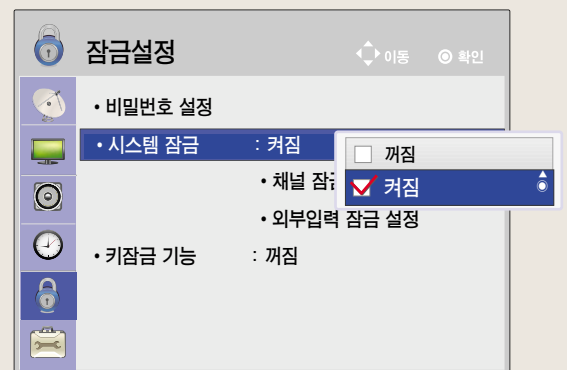 잠금설정
이동 확인
• 비밀번호 설정
• 시스템 잠금 : 켜짐
꺼짐
• 채널 잠금
켜짐
• 외부입력 잠금 설정
• 키잠금 기능 : 꺼짐